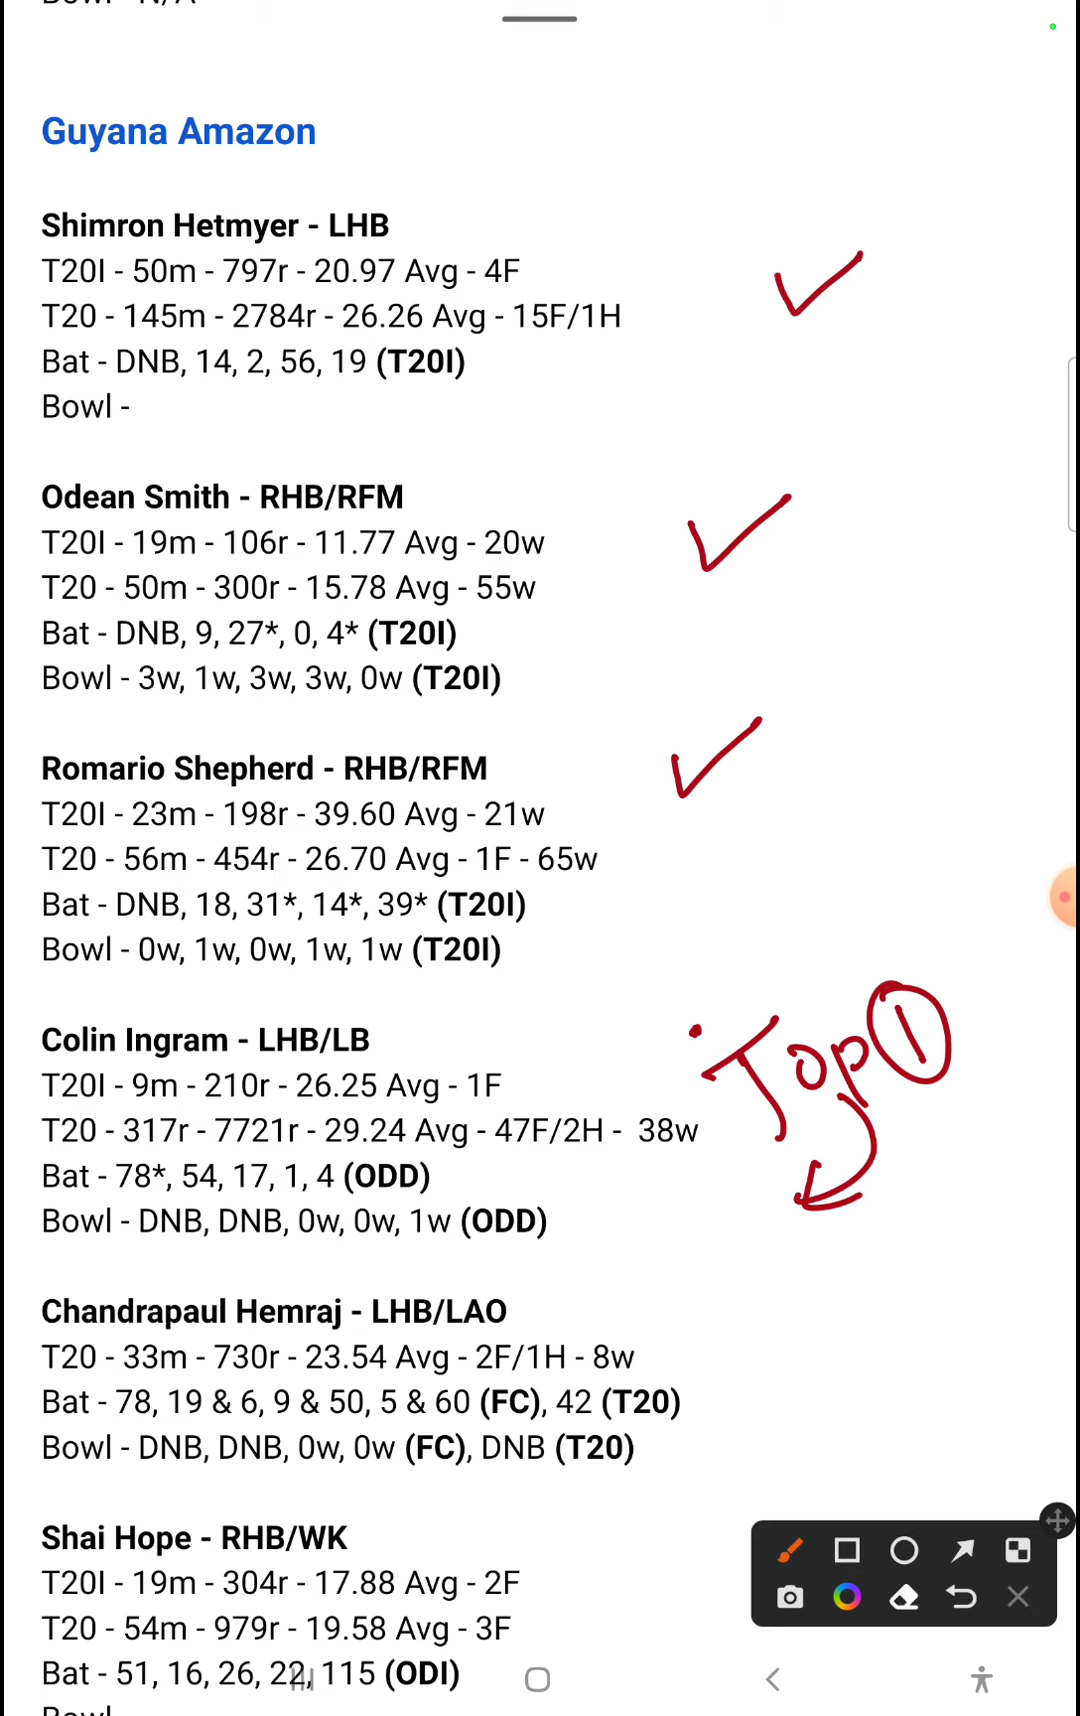 Guyana Amazon
Shimron Hetmyer - LHB
T20I - 50m - 797r - 20.97 Avg - 4F
T20 - 145m - 2784r - 26.26 Avg - 15F/1H
Bat - DNB, 14, 2, 56, 19 (T20I)
Bowl -
Odean Smith - RHB/RFM
T20I - 19m - 106r - 11.77 Avg - 20w
T20 - 50m - 300r - 15.78 Avg - 55w
Bat - DNB, 9, 27*, 0, 4* (T20I)
Bowl - 3w, 1w, 3w, 3w, 0w (T20I)
Romario Shepherd - RHB/RFM
T20I - 23m - 198r - 39.60 Avg - 21w
T20 - 56m - 454r - 26.70 Avg - 1F - 65w
Bat - DNB, 18, 31*, 14*, 39* (T20I)
Bowl - 0w, 1w, 0w, 1w, 1w (T20I)
Top 1
Colin Ingram - LHB/LB
T20I - 9m - 210r - 26.25 Avg - 1F
T20 - 317r - 7721r - 29.24 Avg - 47F/2H -  38w
Bat - 78*, 54, 17, 1, 4 (ODD)
Bowl - DNB, DNB, 0w, 0w, 1w (ODD)
Chandrapaul Hemraj - LHB/LAO
T20 - 33m - 730r - 23.54 Avg - 2F/1H - 8w
Bat - 78, 19 & 6, 9 & 50, 5 & 60 (FC), 42 (T20)
Bowl - DNB, DNB, 0w, 0w (FC), DNB (T20)
Shai Hope - RHB/WK
T20I - 19m - 304r - 17.88 Avg - 2F
T20 - 54m - 979r - 19.58 Avg - 3F
Bat - 51, 16, 26, 22, 115 (ODI)